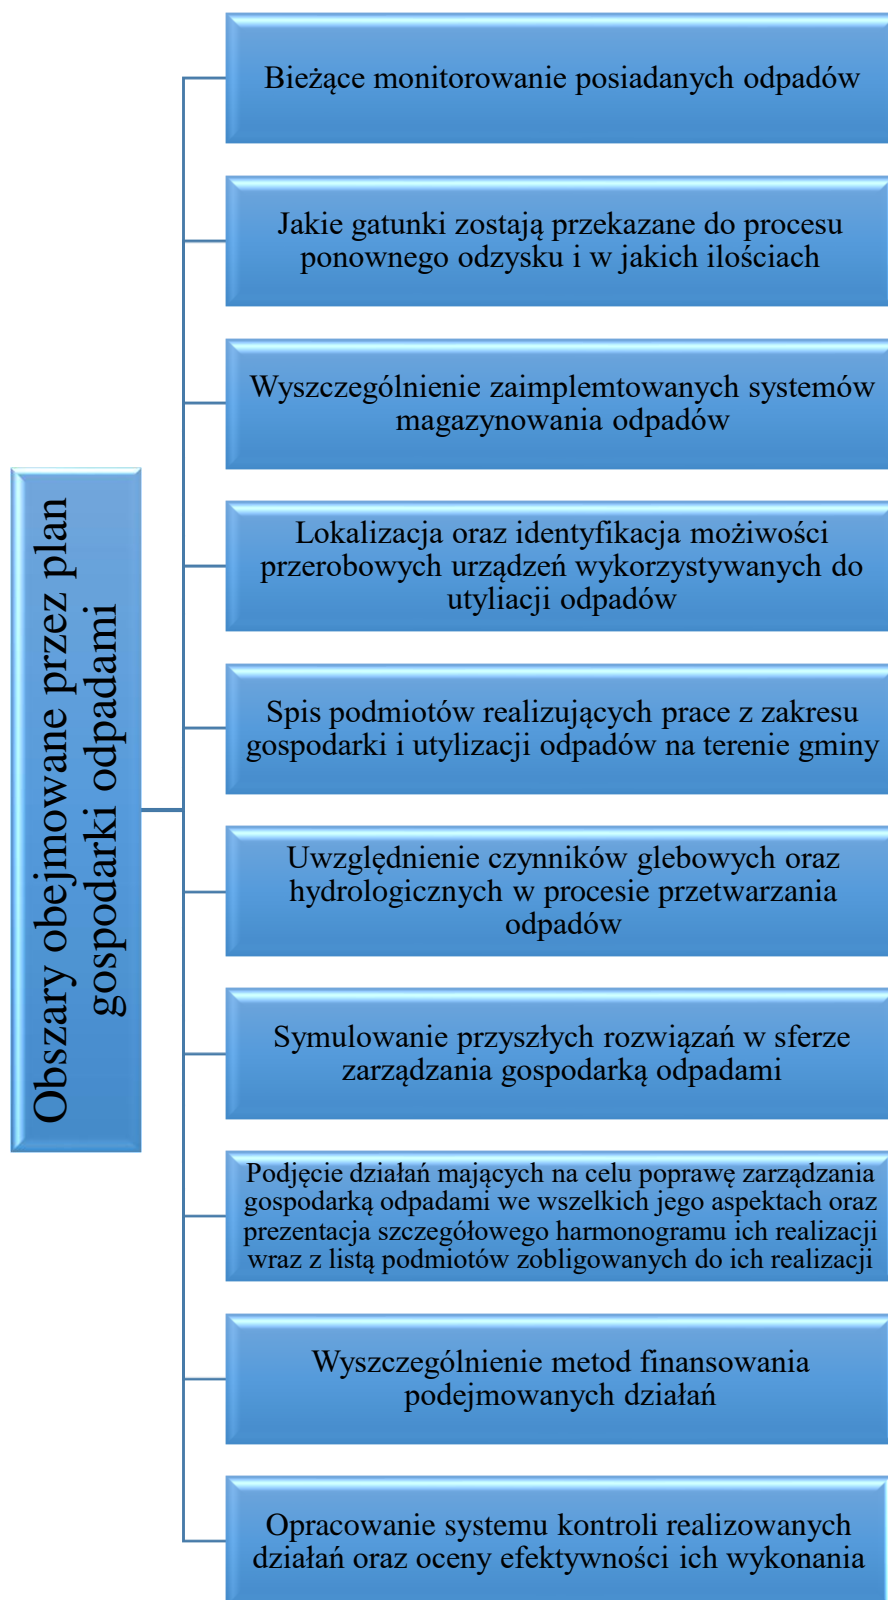 Obszary obejmowane przez plan
gospodarki odpadami
Bieżące monitorowanie posiadanych odpadów
Jakie gatunki zostają przekazane do procesu
ponownego odzysku i w jakich ilościach
Wyszczególnienie zaimplemtowanych systemów
magazynowania odpadów
Lokalizacja oraz identyfikacja możiwości
przerobowych urządzeń wykorzystywanych do
utyliacji odpadów
Spis podmiotów realizujących prace z zakresu
gospodarki i utylizacji odpadów na terenie gminy
Uwzględnienie czynników glebowych oraz
hydrologicznych w procesie przetwarzania
odpadów
Symulowanie przyszłych rozwiązań w sferze
zarządzania gospodarką odpadami
Podjęcie działań mających na celu poprawę zarządzania
gospodarką odpadami we wszelkich jego aspektach oraz
prezentacja szczegółowego harmonogramu ich realizacji
wraz z listą podmiotów zobligowanych do ich realizacji
Wyszczególnienie metod finansowania
podejmowanych działań
Opracowanie systemu kontroli realizowanych
działań oraz oceny efektywności ich wykonania